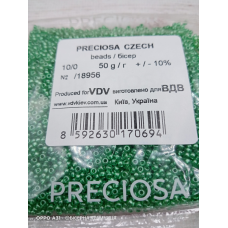 PRECIOSA CZECH
beads / бісер
10/0 50 g / г + / - 10%
№ /18956
Produced for VDV виготовлено для ВДВ
www.vdvkiev.com.ua Київ, Україна
8 592630 170694
PRECIOSA
OPPO A31